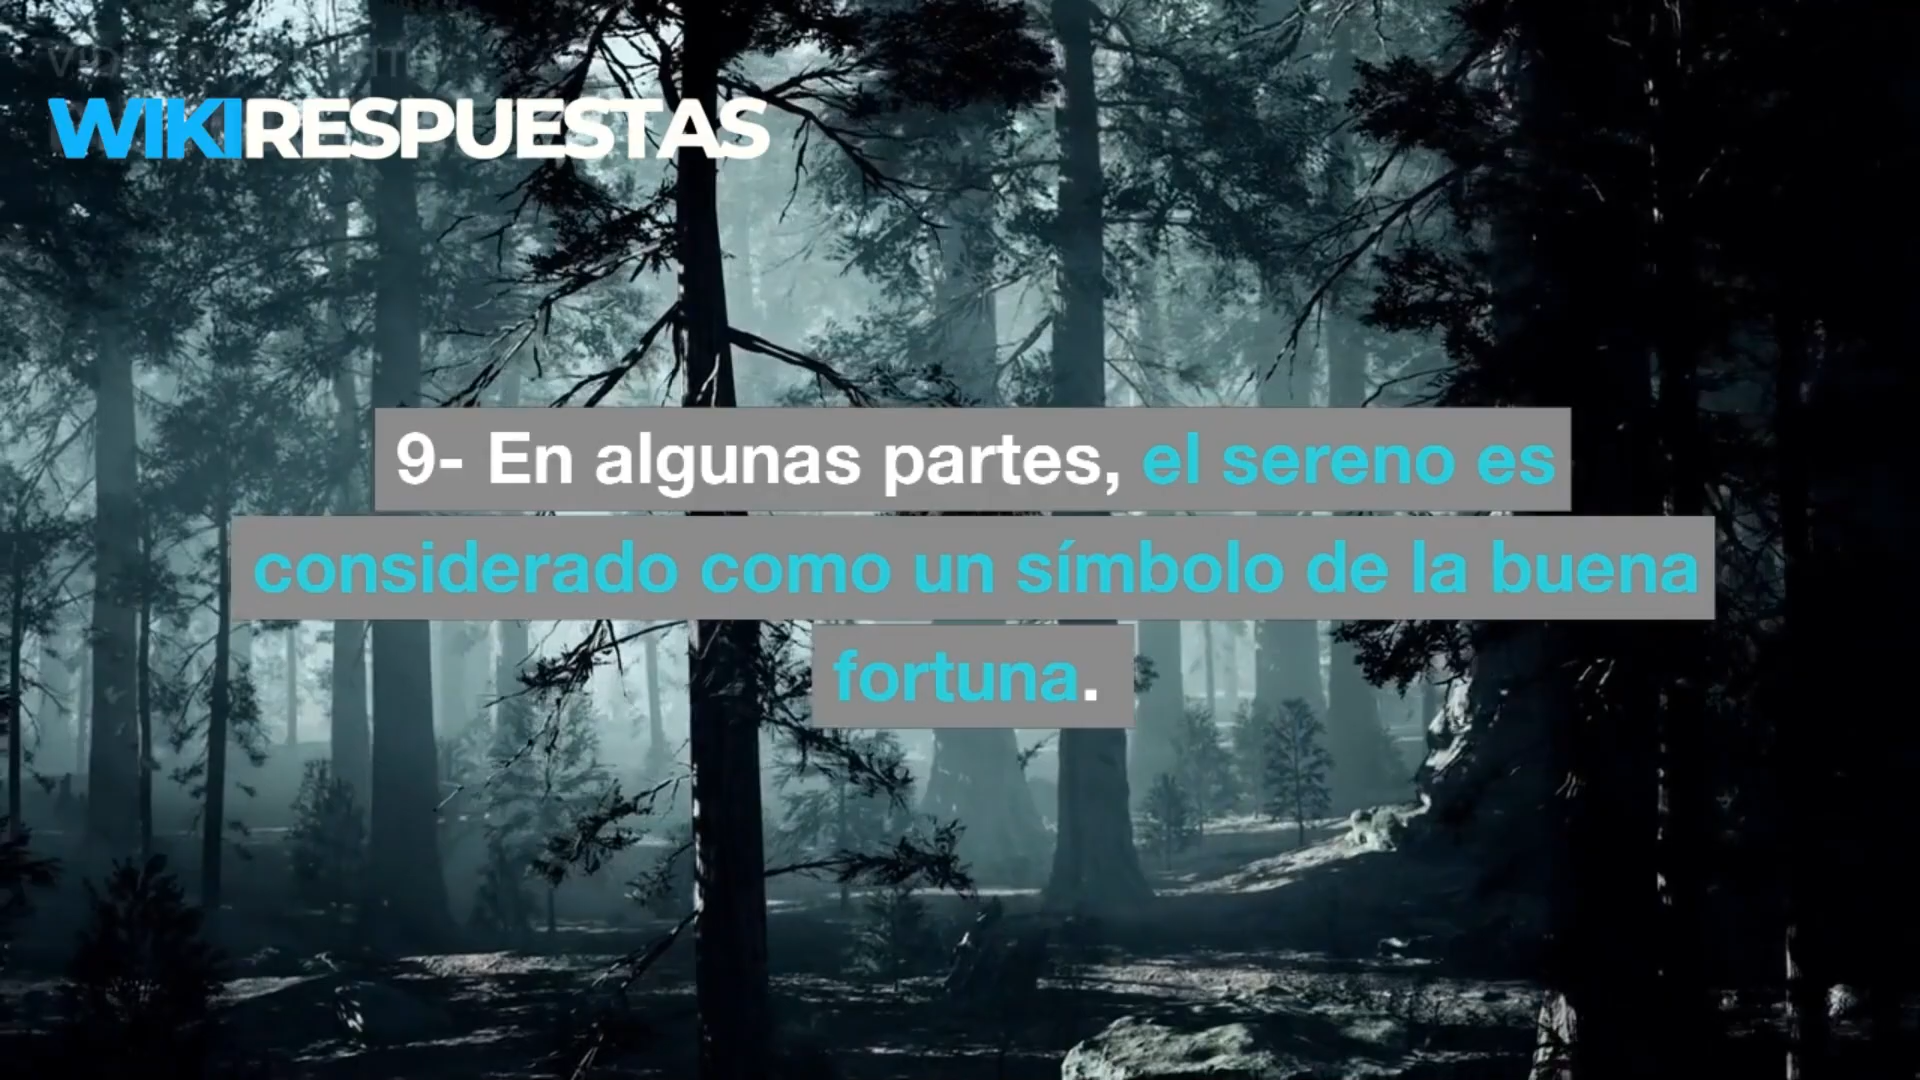 WIKIRESPUESTAS
9- En algunas partes, el sereno es
considerado como un símbolo de la buena
fortuna.